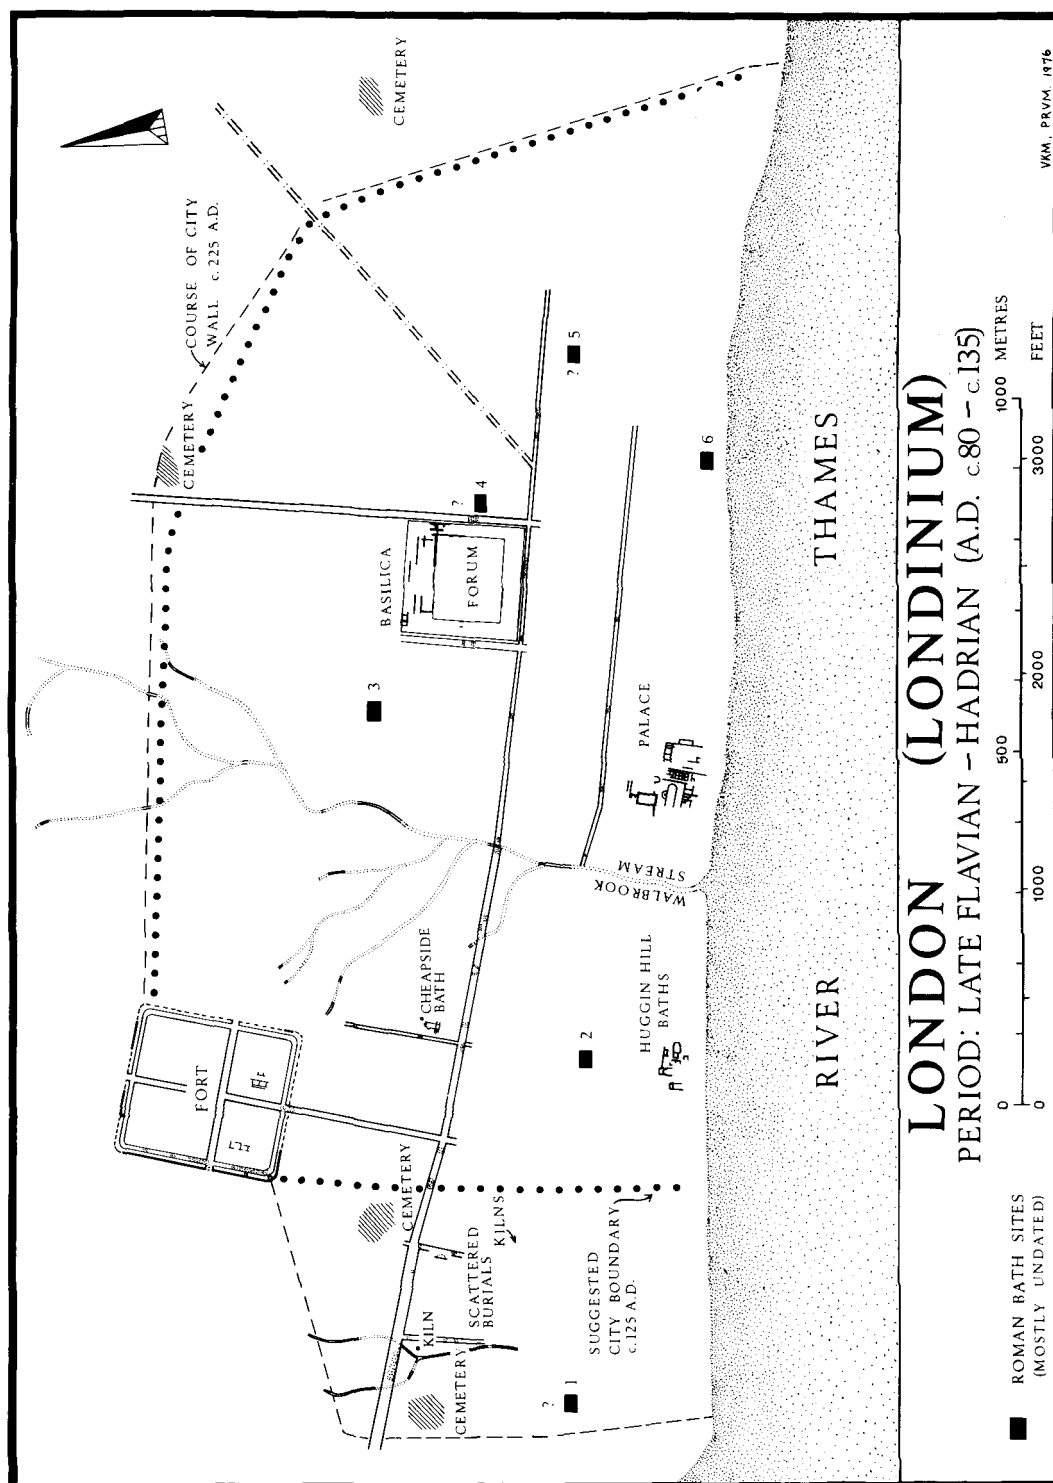 CEMETERY
COURSE OF CITY
WALL c. 225 A.D.
CEMETERY
FORT
BASILICA
FORUM
? 4
3
? 5
CHEAPSIDE
BATH
CEMETERY
SCATTERED
BURIALS
KILNS
KILN
CEMETERY
? 1
2
6
SUGGESTED
CITY BOUNDARY
c.125 A.D.
HUGGIN HILL
BATHS
WALBROOK
STREAM
PALACE
RIVER THAMES
LONDON (LONDINIUM)
PERIOD: LATE FLAVIAN – HADRIAN (A.D. c.80 – c.135)
ROMAN BATH SITES
(MOSTLY UNDATED)
0 500 1000 METRES
0 1000 2000 3000 FEET
VKM, PRVM. 1976